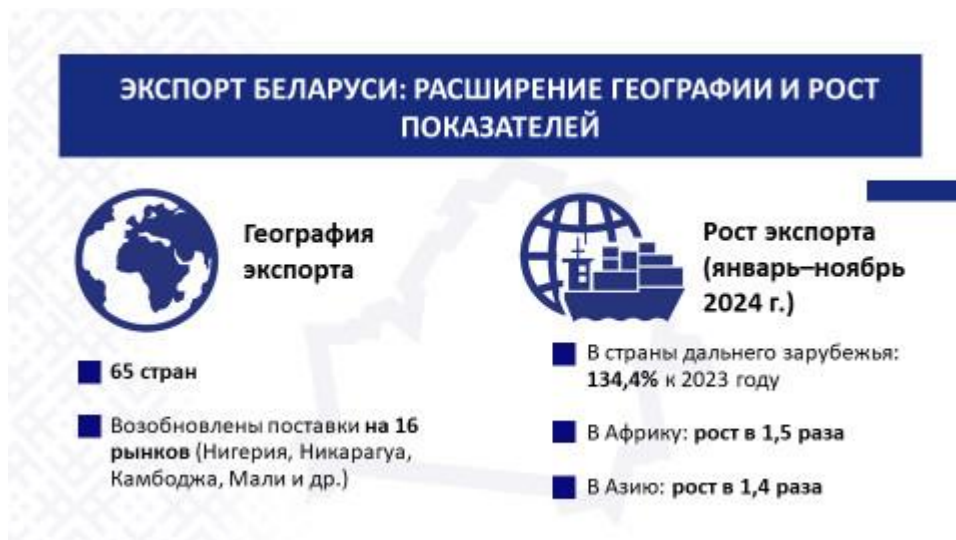 ЭКСПОРТ БЕЛАРУСИ: РАСШИРЕНИЕ ГЕОГРАФИИ И РОСТ
ПОКАЗАТЕЛЕЙ
География
экспорта
65 стран
Возобновлены поставки на 16
рынков (Нигерия, Никарагуа,
Камбоджа, Мали и др.)
Рост экспорта
(январь–ноябрь
2024 г.)
В страны дальнего зарубежья:
134,4% к 2023 году
В Африку: рост в 1,5 раза
В Азию: рост в 1,4 раза